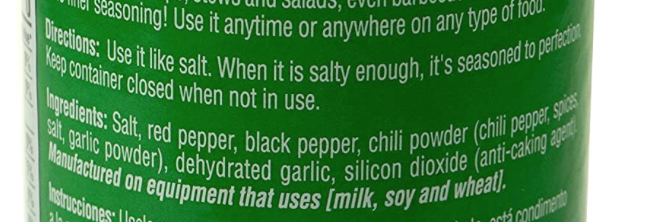 seasoning! Use it anytime or anywhere on any type of food.
Directions: Use it like salt. When it is salty enough, it's seasoned to perfection.
Keep container closed when not in use.
Ingredients: Salt, red pepper, black pepper, chili powder (chili pepper, spices,
salt, garlic powder), dehydrated garlic, silicon dioxide (anti-caking agent).
Manufactured on equipment that uses [milk, soy and wheat].
Instrucciones: está condimento